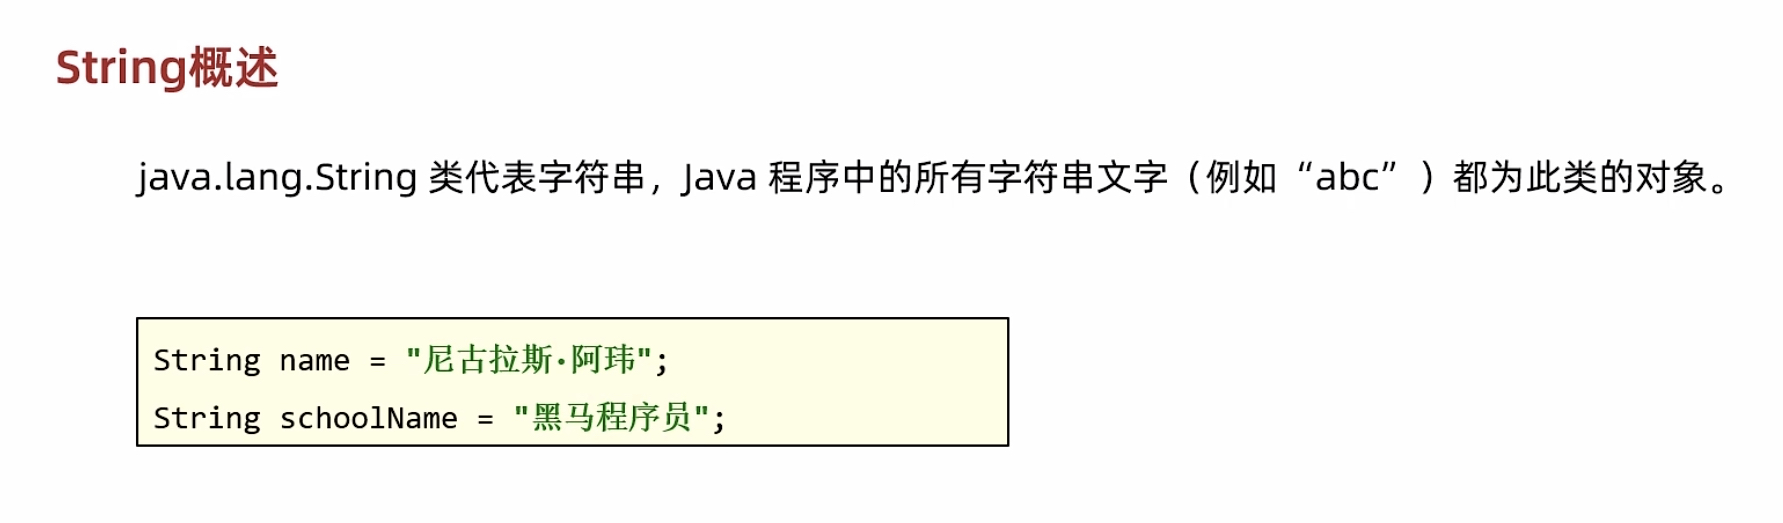 String概述
java.lang.String 类代表字符串，Java 程序中的所有字符串文字（例如“abc”）都为此类的对象。
String name = "尼古拉斯·阿玮";
String schoolName = "黑马程序员";